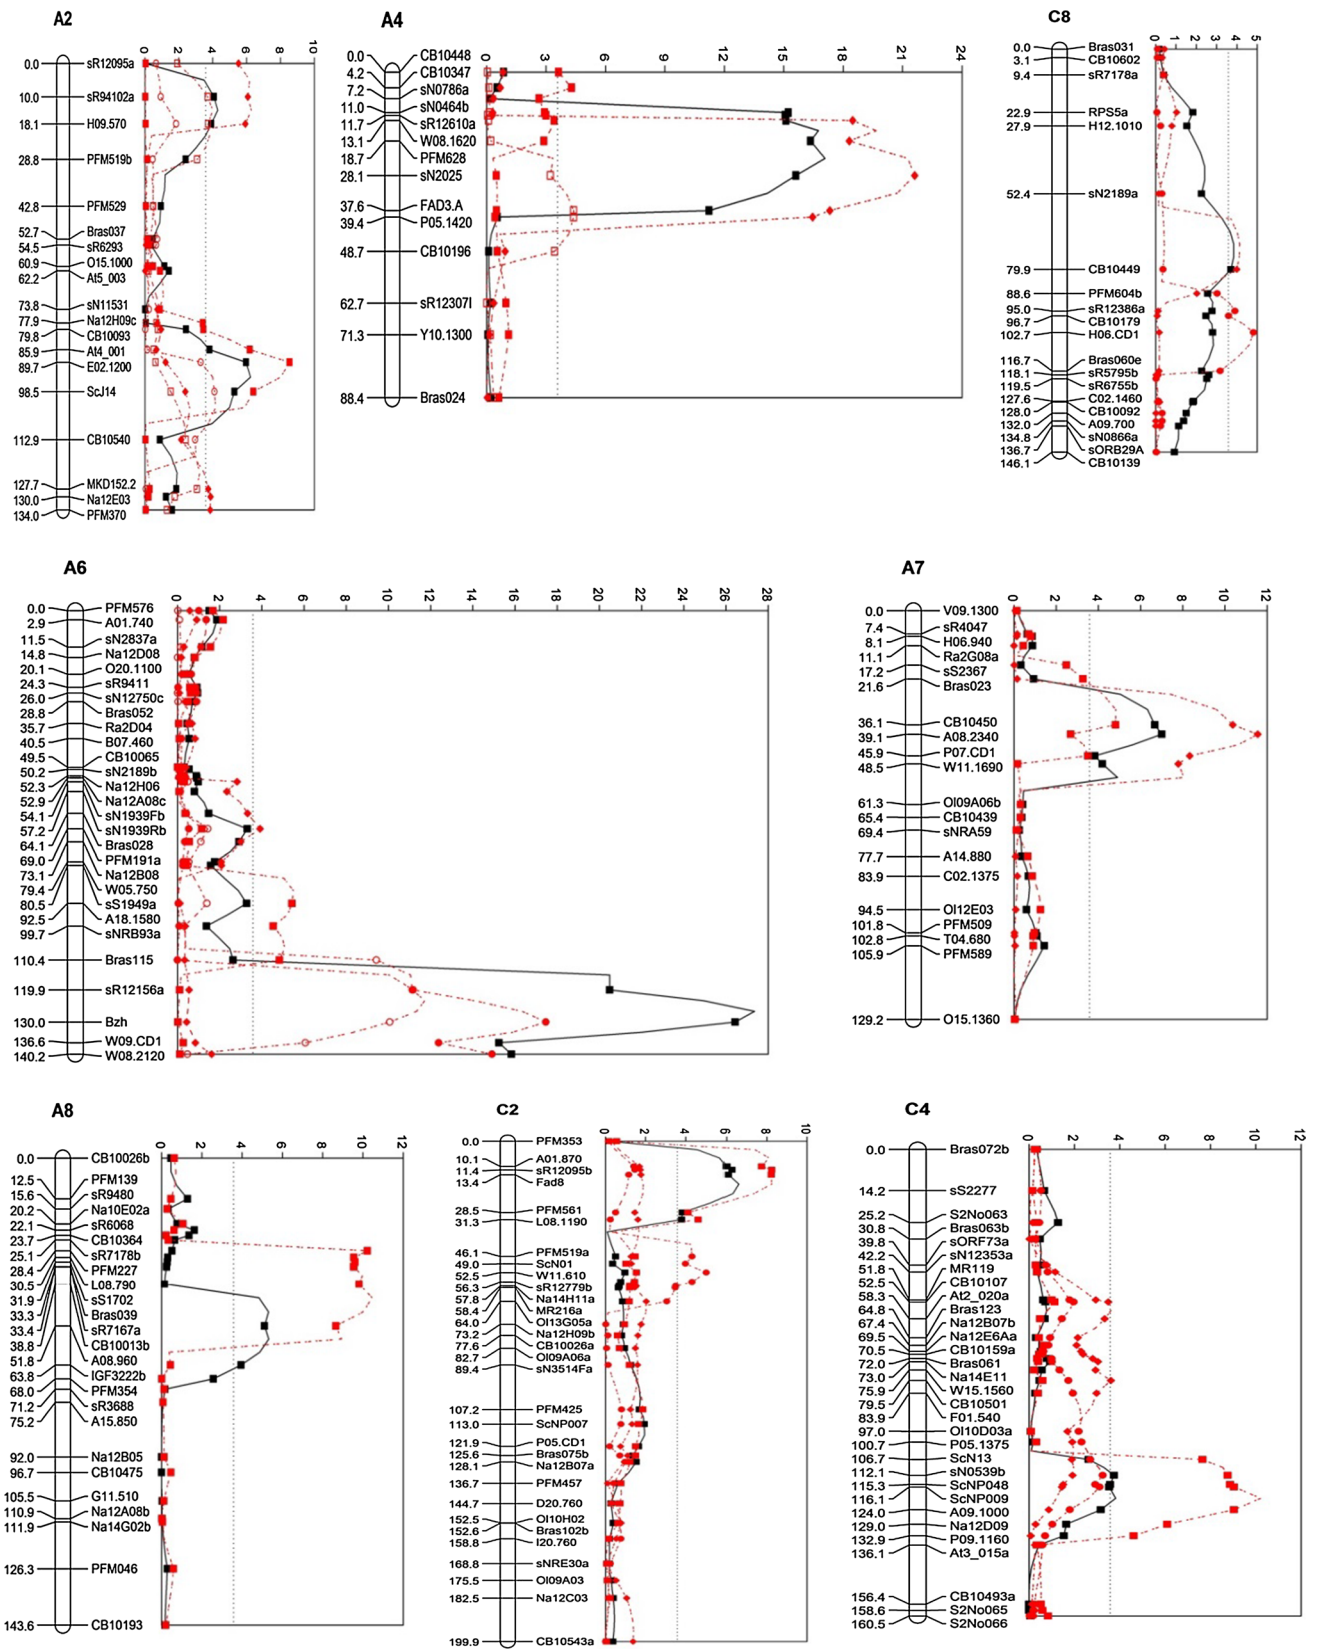 A2
0 2 4 6 8 10
0.0 sR12095a
10.0 sR94102a
18.1 H09.570
28.8 PFM519b
42.8 PFM529
52.7 Bras037
54.5 sR6293
60.9 O15.1000
62.2 At5_003
73.8 sN11531
77.9 Na12H09c
79.8 CB10093
85.9 At4_001
89.7 E02.1200
98.5 ScJ14
112.9 CB10540
127.7 MKD152.2
130.0 Na12E03
134.0 PFM370
A4
0 3 6 9 12 15 18 21 24
0.0 CB10448
4.2 CB10347
7.2 sN0786a
11.0 sN0464b
11.7 sR12610a
13.1 W08.1620
18.7 PFM628
28.1 sN2025
37.6 FAD3.A
39.4 P05.1420
48.7 CB10196
62.7 sR12307I
71.3 Y10.1300
88.4 Bras024
C8
0 1 2 3 4 5
0.0 Bras031
3.1 CB10602
9.4 sR7178a
22.9 RPS5a
27.9 H12.1010
52.4 sN2189a
79.9 CB10449
88.6 PFM604b
95.0 sR12386a
96.7 CB10179
102.7 H06.CD1
116.7 Bras060e
118.1 sR5795b
119.5 sR6755b
127.6 C02.1460
128.0 CB10092
132.0 A09.700
134.8 sN0866a
136.7 sORB29A
146.1 CB10139
A6
0 2 4 6 8 10 12 14 16 18 20 22 24 26 28
0.0 PFM576
2.9 A01.740
11.5 sN2837a
14.8 Na12D08
20.1 O20.1100
24.3 sR9411
26.0 sN12750c
28.8 Bras052
35.7 Ra2D04
40.5 B07.460
49.5 CB10065
50.2 sN2189b
52.3 Na12H06
52.9 Na12A08c
54.1 sN1939Fb
57.2 sN1939Rb
64.1 Bras028
69.0 PFM191a
73.1 Na12B08
79.4 W05.750
80.5 sS1949a
92.5 A18.1580
99.7 sNRB93a
110.4 Bras115
119.9 sR12156a
130.0 Bzh
136.6 W09.CD1
140.2 W08.2120
A7
0 2 4 6 8 10 12
0.0 V09.1300
7.4 sR4047
8.1 H06.940
11.1 Ra2G08a
17.2 sS2367
21.6 Bras023
36.1 CB10450
39.1 A08.2340
45.9 P07.CD1
48.5 W11.1690
61.3 Ol09A06b
65.4 CB10439
69.4 sNRA59
77.7 A14.880
83.9 C02.1375
94.5 Ol12E03
101.8 PFM509
102.8 T04.680
105.9 PFM589
129.2 O15.1360
A8
0 2 4 6 8 10 12
0.0 CB10026b
12.5 PFM139
15.6 sR9480
20.2 Na10E02a
22.1 sR6068
23.7 CB10364
25.1 sR7178b
28.4 PFM227
30.5 L08.790
31.9 sS1702
33.3 Bras039
33.4 sR7167a
38.8 CB10013b
51.8 A08.960
63.8 IGF3222b
68.0 PFM354
71.2 sR3688
75.2 A15.850
92.0 Na12B05
96.7 CB10475
105.5 G11.510
110.9 Na12A08b
111.9 Na14G02b
126.3 PFM046
143.6 CB10193
C2
0 2 4 6 8 10
0.0 PFM353
10.1 A01.870
11.4 sR12095b
13.4 Fad8
28.5 PFM561
31.3 L08.1190
46.1 PFM519a
49.0 ScN01
52.5 W11.610
56.3 sR12779b
57.8 Na14H11a
58.4 MR216a
64.0 Ol13G05a
73.2 Na12H09b
77.6 CB10026a
82.7 Ol09A06a
89.4 sN3514Fa
107.2 PFM425
113.0 ScNP007
121.9 P05.CD1
125.6 Bras075b
128.1 Na12B07a
136.7 PFM457
144.7 D20.760
152.5 Ol10H02
152.6 Bras102b
158.8 I20.760
168.8 sNRE30a
175.5 Ol09A03
182.5 Na12C03
199.9 CB10543a
C4
0 2 4 6 8 10 12
0.0 Bras072b
14.2 sS2277
25.2 S2No063
30.8 Bras063b
39.8 sORF73a
42.2 sN12353a
51.8 MR119
52.5 CB10107
58.3 At2_020a
64.8 Bras123
67.4 Na12B07b
69.5 Na12E6Aa
70.5 CB10159a
72.0 Bras061
73.0 Na14E11
75.9 W15.1560
79.5 CB10501
83.9 F01.540
97.0 Ol10D03a
100.7 P05.1375
106.7 ScN13
112.1 sN0539b
115.3 ScNP048
116.1 ScNP009
124.0 A09.1000
129.0 Na12D09
132.9 P09.1160
136.1 At3_015a
156.4 CB10493a
158.6 S2No065
160.5 S2No066